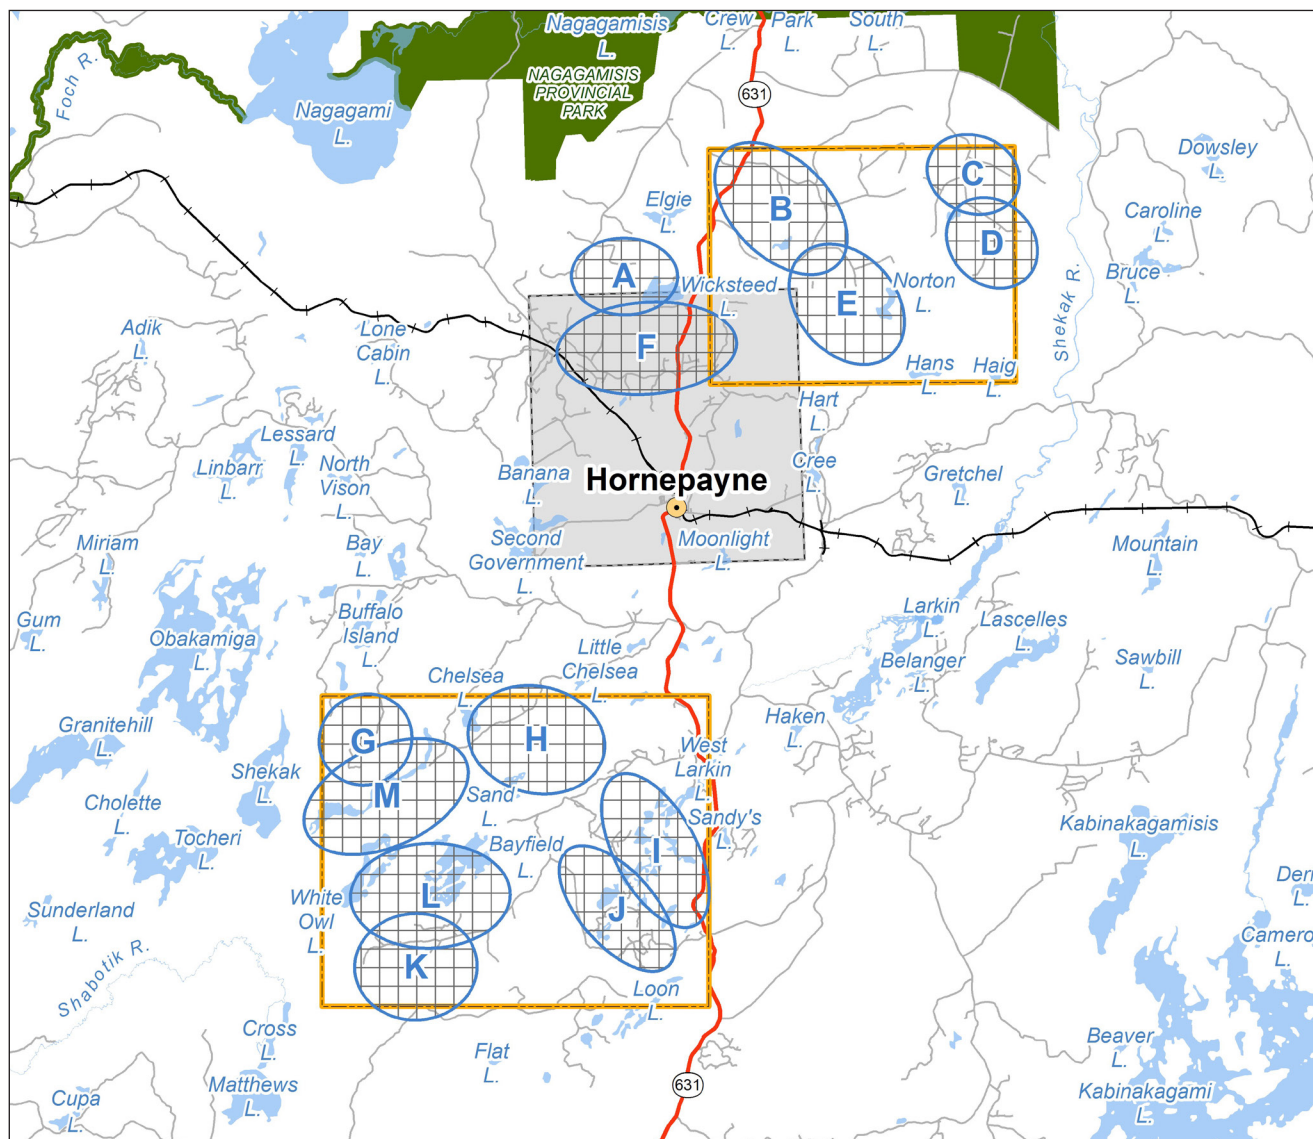 Nagagamisis
L.
Crew
L.
Park
L.
South
L.
Foch R.
Nagagami
L.
NAGAGAMISIS
PROVINCIAL
PARK
631
Dowsley
L.
Elgie
L.
B
C
D
Caroline
L.
Bruce
L.
A
Wicksteed
L.
E
Norton
L.
Shekak R.
Adik
L.
Lone
Cabin
L.
F
Hans
L.
Haig
L.
Hart
L.
Lessard
L.
Linbarr
L.
North
Vison
L.
Banana
L.
Hornepayne
Cree
L.
Gretchel
L.
Miriam
L.
Bay
L.
Second
Government
L.
Moonlight
L.
Mountain
L.
Gum
L.
Obakamiga
L.
Buffalo
Island
L.
Little
Chelsea
L.
Chelsea
L.
Larkin
L.
Belanger
L.
Lascelles
L.
Sawbill
L.
Granitehill
L.
G
H
West
Larkin
L.
Haken
L.
Shekak
L.
Cholette
L.
M
Sand
L.
Sandy's
L.
Tocheri
L.
Bayfield
L.
I
Kabinakagamisis
L.
White
Owl
L.
L
J
Sunderland
L.
Derr
L.
Camero
L.
Shabotik R.
K
Loon
L.
Cross
L.
Flat
L.
Beaver
L.
Matthews
L.
631
Kabinakagami
L.
Cupa
L.